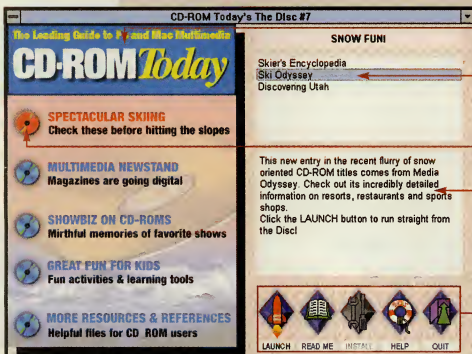 CD-ROM Today's The Disc #7
The Leading Guide to PC and Mac Multimedia
CD-ROM Today
SPECTACULAR SKIING
Check these before hitting the slopes
MULTIMEDIA NEWSTAND
Magazines are going digital
SHOWBIZ ON CD-ROMS
Mirthful memories of favorite shows
GREAT FUN FOR KIDS
Fun activities & learning tools
MORE RESOURCES & REFERENCES
Helpful files for CD ROM users
SNOW FUN!
Skier's Encyclopedia
Ski Odyssey
Discovering Utah
This new entry in the recent flurry of snow
oriented CD-ROM titles comes from Media
Odyssey. Check out its incredibly detailed
information on resorts, restaurants and sports
shops.
Click the LAUNCH button to run straight from
the Disc!
LAUNCH README INSTALL HELP QUIT